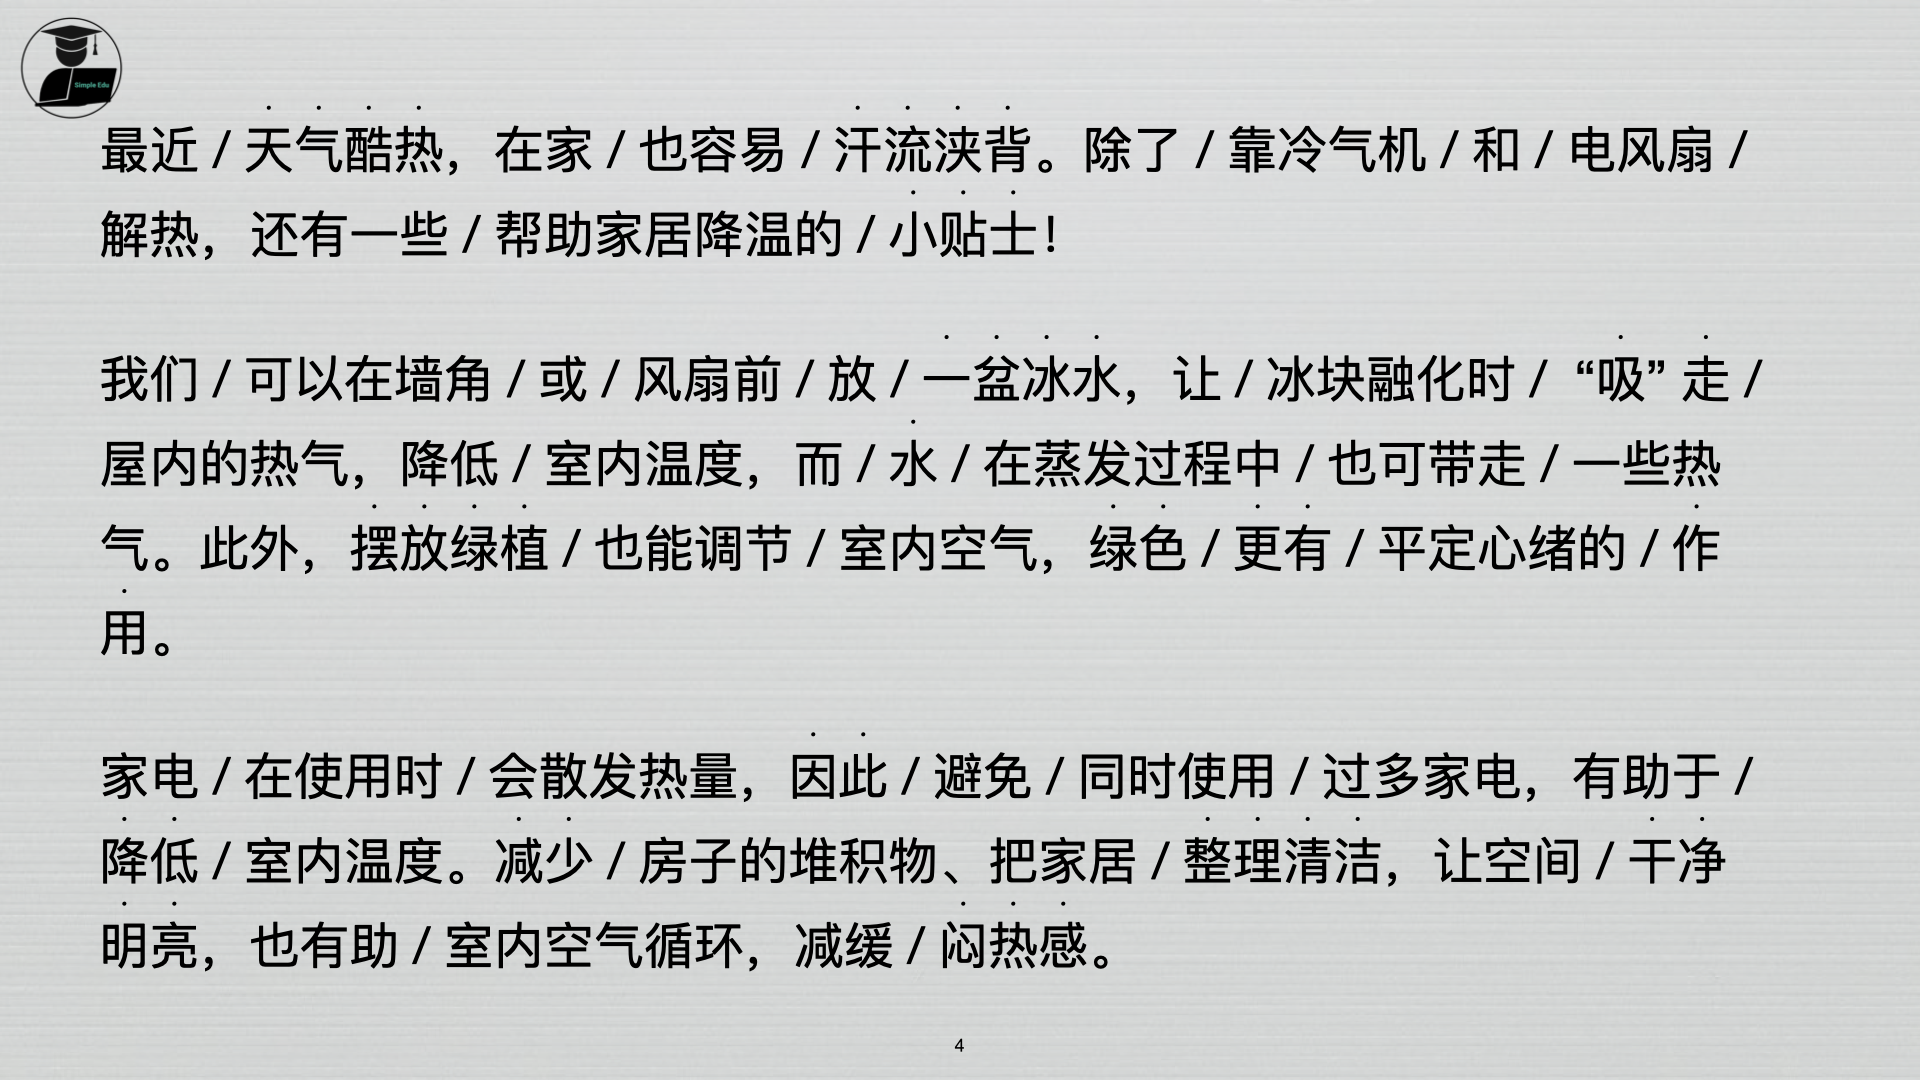 Simple Edu
最近 / 天气酷热，在家 / 也容易 / 汗流浃背。除了 / 靠冷气机 / 和 / 电风扇 /
解热，还有一些 / 帮助家居降温的 / 小贴士！
我们 / 可以在墙角 / 或 / 风扇前 / 放 / 一盆冰水，让 / 冰块融化时 / “吸” 走 /
屋内的热气，降低 / 室内温度，而 / 水 / 在蒸发过程中 / 也可带走 / 一些热
气。此外，摆放绿植 / 也能调节 / 室内空气，绿色 / 更有 / 平定心绪的 / 作
用。
家电 / 在使用时 / 会散发热量，因此 / 避免 / 同时使用 / 过多家电，有助于 /
降低 / 室内温度。减少 / 房子的堆积物、把家居 / 整理清洁，让空间 / 干净
明亮，也有助 / 室内空气循环，减缓 / 闷热感。
4